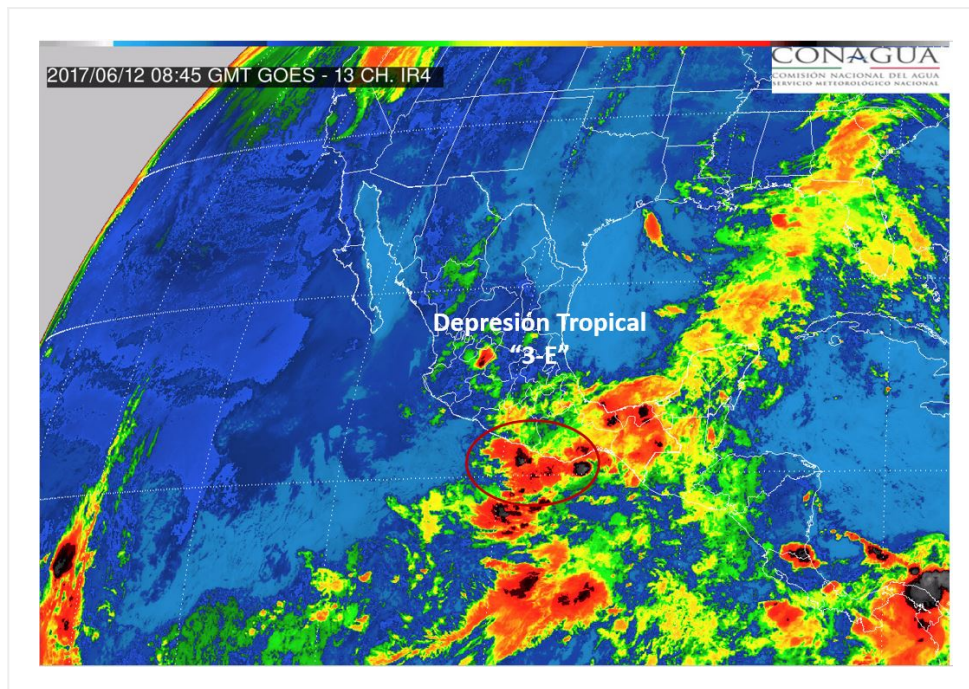 2017/06/12 08:45 GMT GOES - 13 CH. IR4
CONAGUA
COMISIÓN NACIONAL DEL AGUA
SERVICIO METEOROLÓGICO NACIONAL
Depresión Tropical
“3-E”